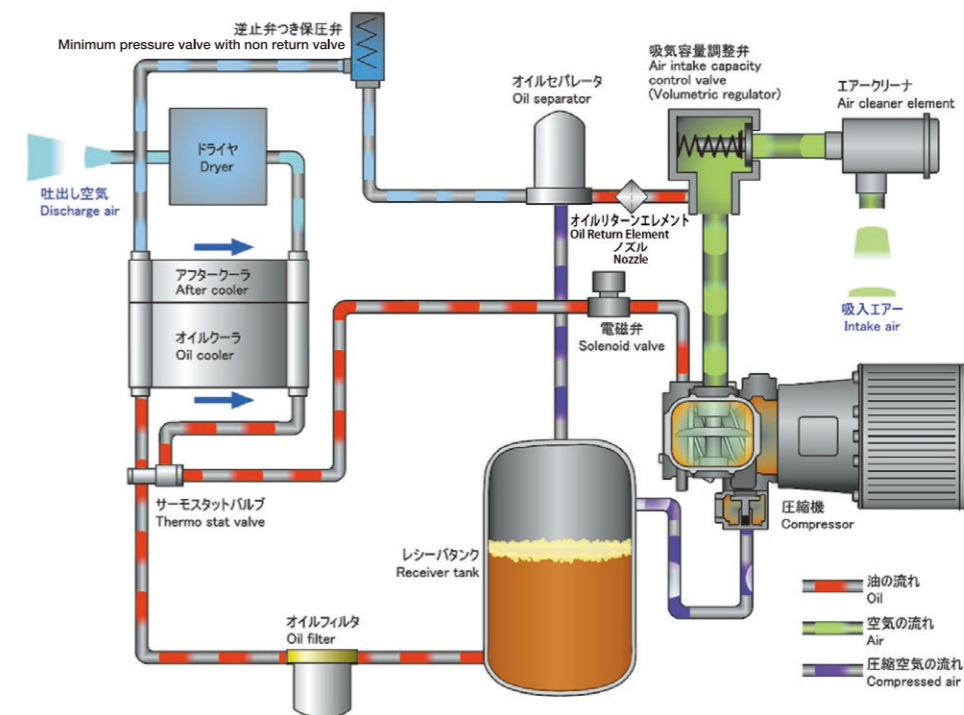 逆止弁つき保圧弁
Minimum pressure valve with non return valve
吸気容量調整弁
Air intake capacity
control valve
(Volumetric regulator)
オイルセパレータ
Oil separator
エアークリーナ
Air cleaner element
ドライヤ
Dryer
吐出し空気
Discharge air
オイルリターンエレメント
Oil Return Element
ノズル
Nozzle
アフタークーラ
After cooler
オイルクーラ
Oil cooler
吸入エアー
Intake air
電磁弁
Solenoid valve
サーモスタットバルブ
Thermo stat valve
圧縮機
Compressor
レシーバタンク
Receiver tank
オイルフィルタ
Oil filter
油の流れ
Oil
空気の流れ
Air
圧縮空気の流れ
Compressed air